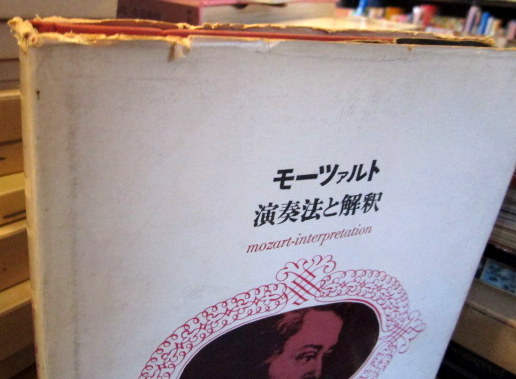 モーツァルト
演奏法と解釈
mozart-interpretation